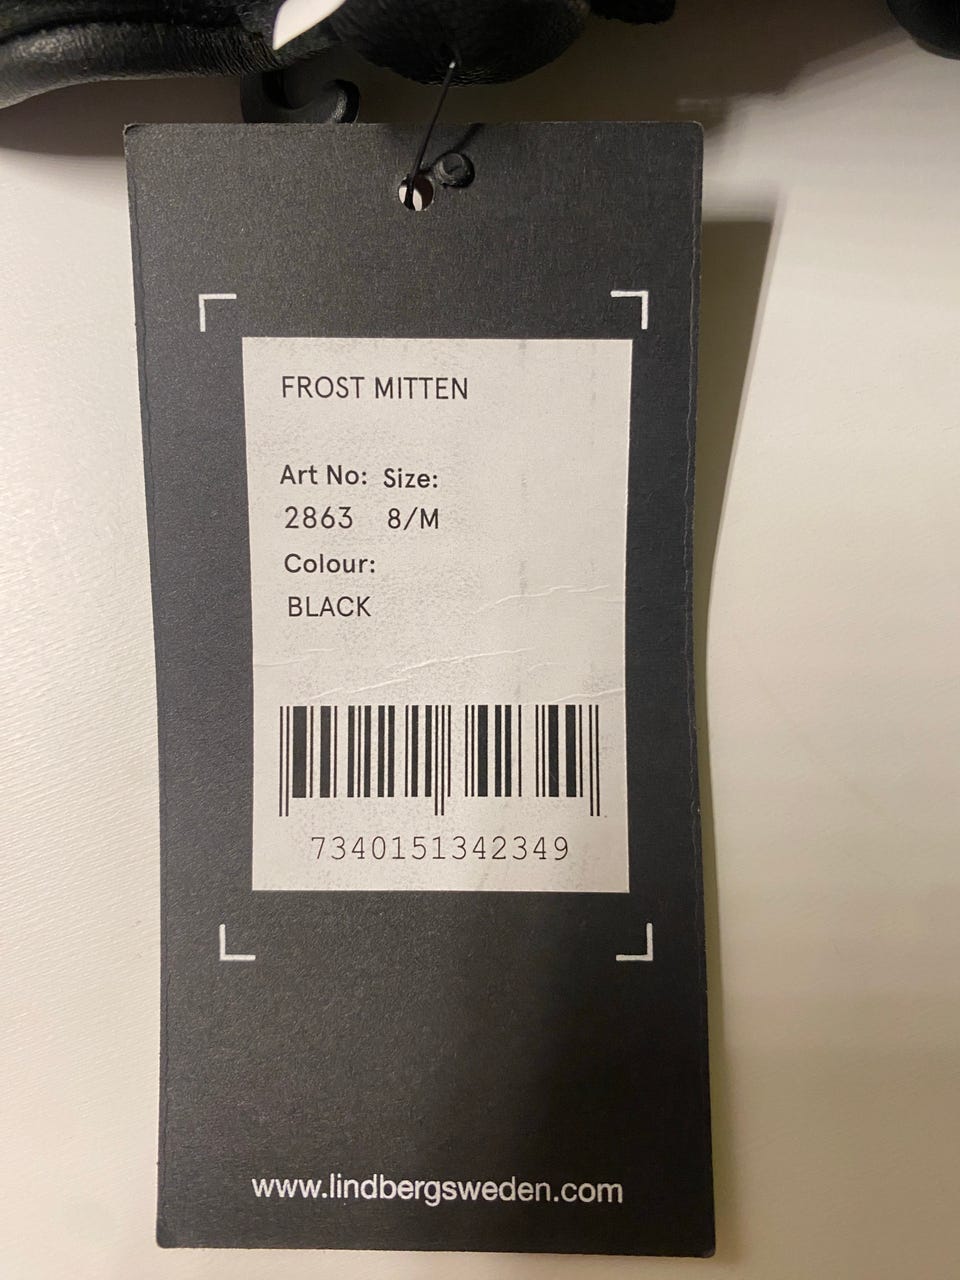 FROST MITTEN
Art No: Size:
2863 8/M
Colour:
BLACK
7340151342349
www.lindbergsweden.com